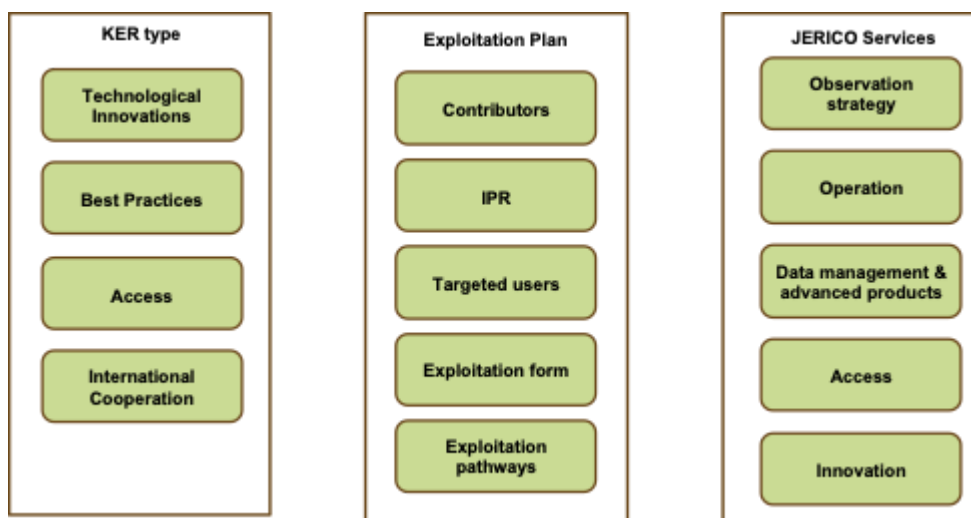 KER type
Technological
Innovations
Best Practices
Access
International
Cooperation
Exploitation Plan
Contributors
IPR
Targeted users
Exploitation form
Exploitation
pathways
JERICO Services
Observation
strategy
Operation
Data management &
advanced products
Access
Innovation